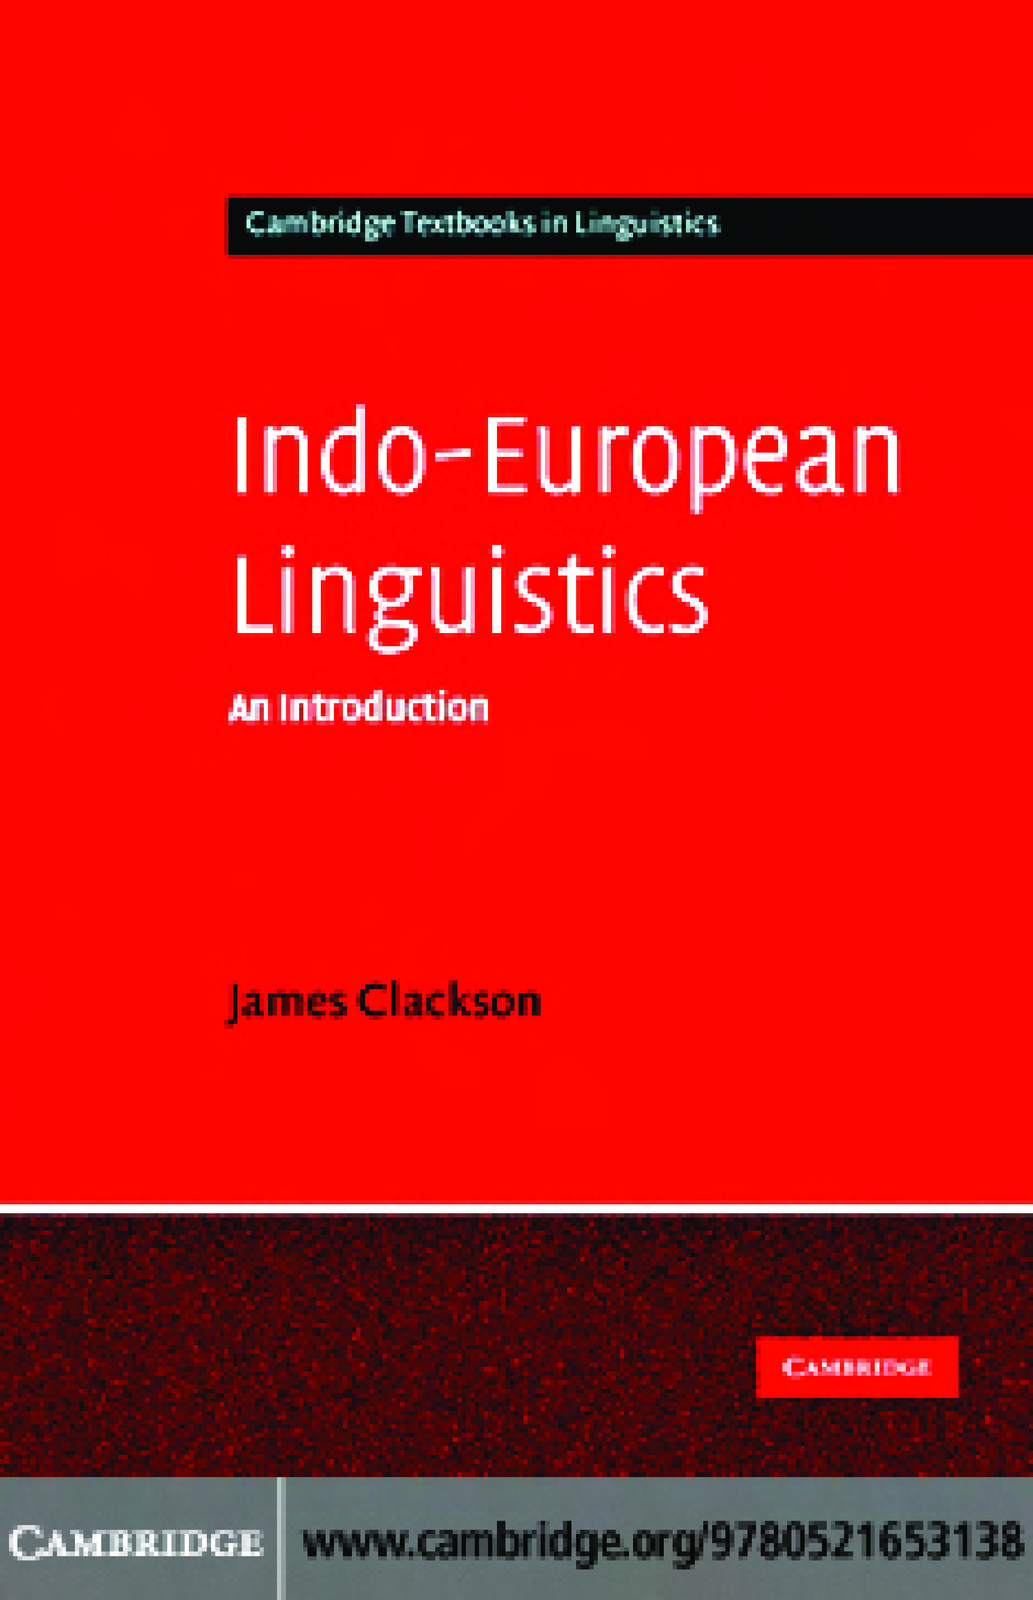 Cambridge Textbooks in Linguistics
Indo-European
Linguistics
An Introduction
James Clackson
CAMBRIDGE
CAMBRIDGE
www.cambridge.org/9780521653138